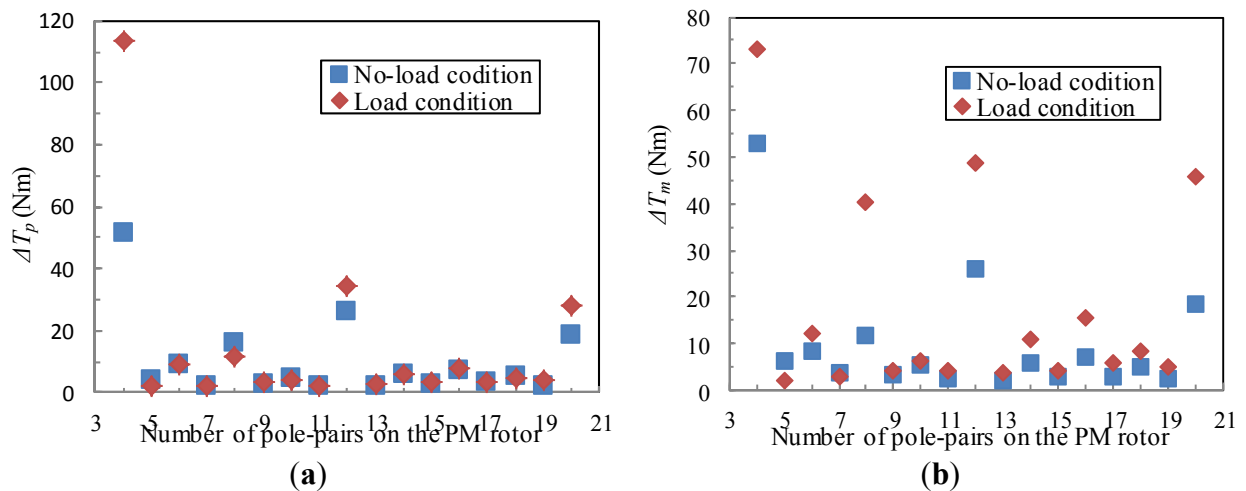 120
100
80
60
40
20
0
ΔTp (Nm)
No-load codition
Load condition
3 5 7 9 11 13 15 17 19 21
Number of pole-pairs on the PM rotor
(a)
80
70
60
50
40
30
20
10
0
ΔTm (Nm)
No-load codition
Load condition
3 5 7 9 11 13 15 17 19 21
Number of pole-pairs on the PM rotor
(b)